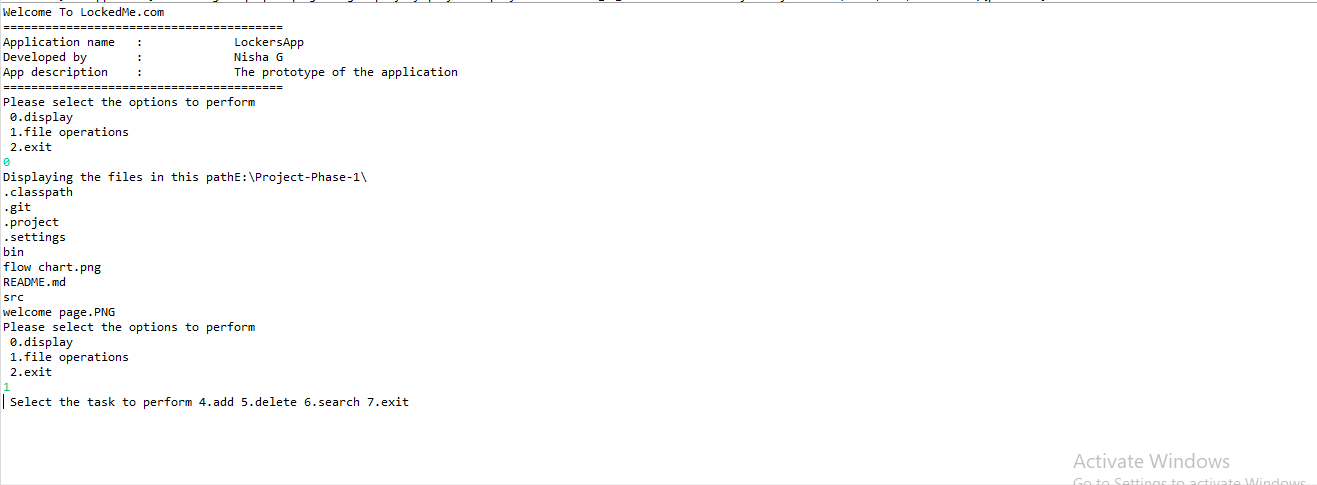 Welcome To LockedMe.com
========================================
Application name   :             LockersApp
Developed by       :             Nisha G
App description    :             The prototype of the application
========================================
Please select the options to perform
 0.display
 1.file operations
 2.exit
0
Displaying the files in this pathE:\Project-Phase-1\
.classpath
.git
.project
.settings
bin
flow chart.png
README.md
src
welcome page.PNG
Please select the options to perform
 0.display
 1.file operations
 2.exit
1
 Select the task to perform 4.add 5.delete 6.search 7.exit
Activate Windows
Go to Settings to activate Windows.